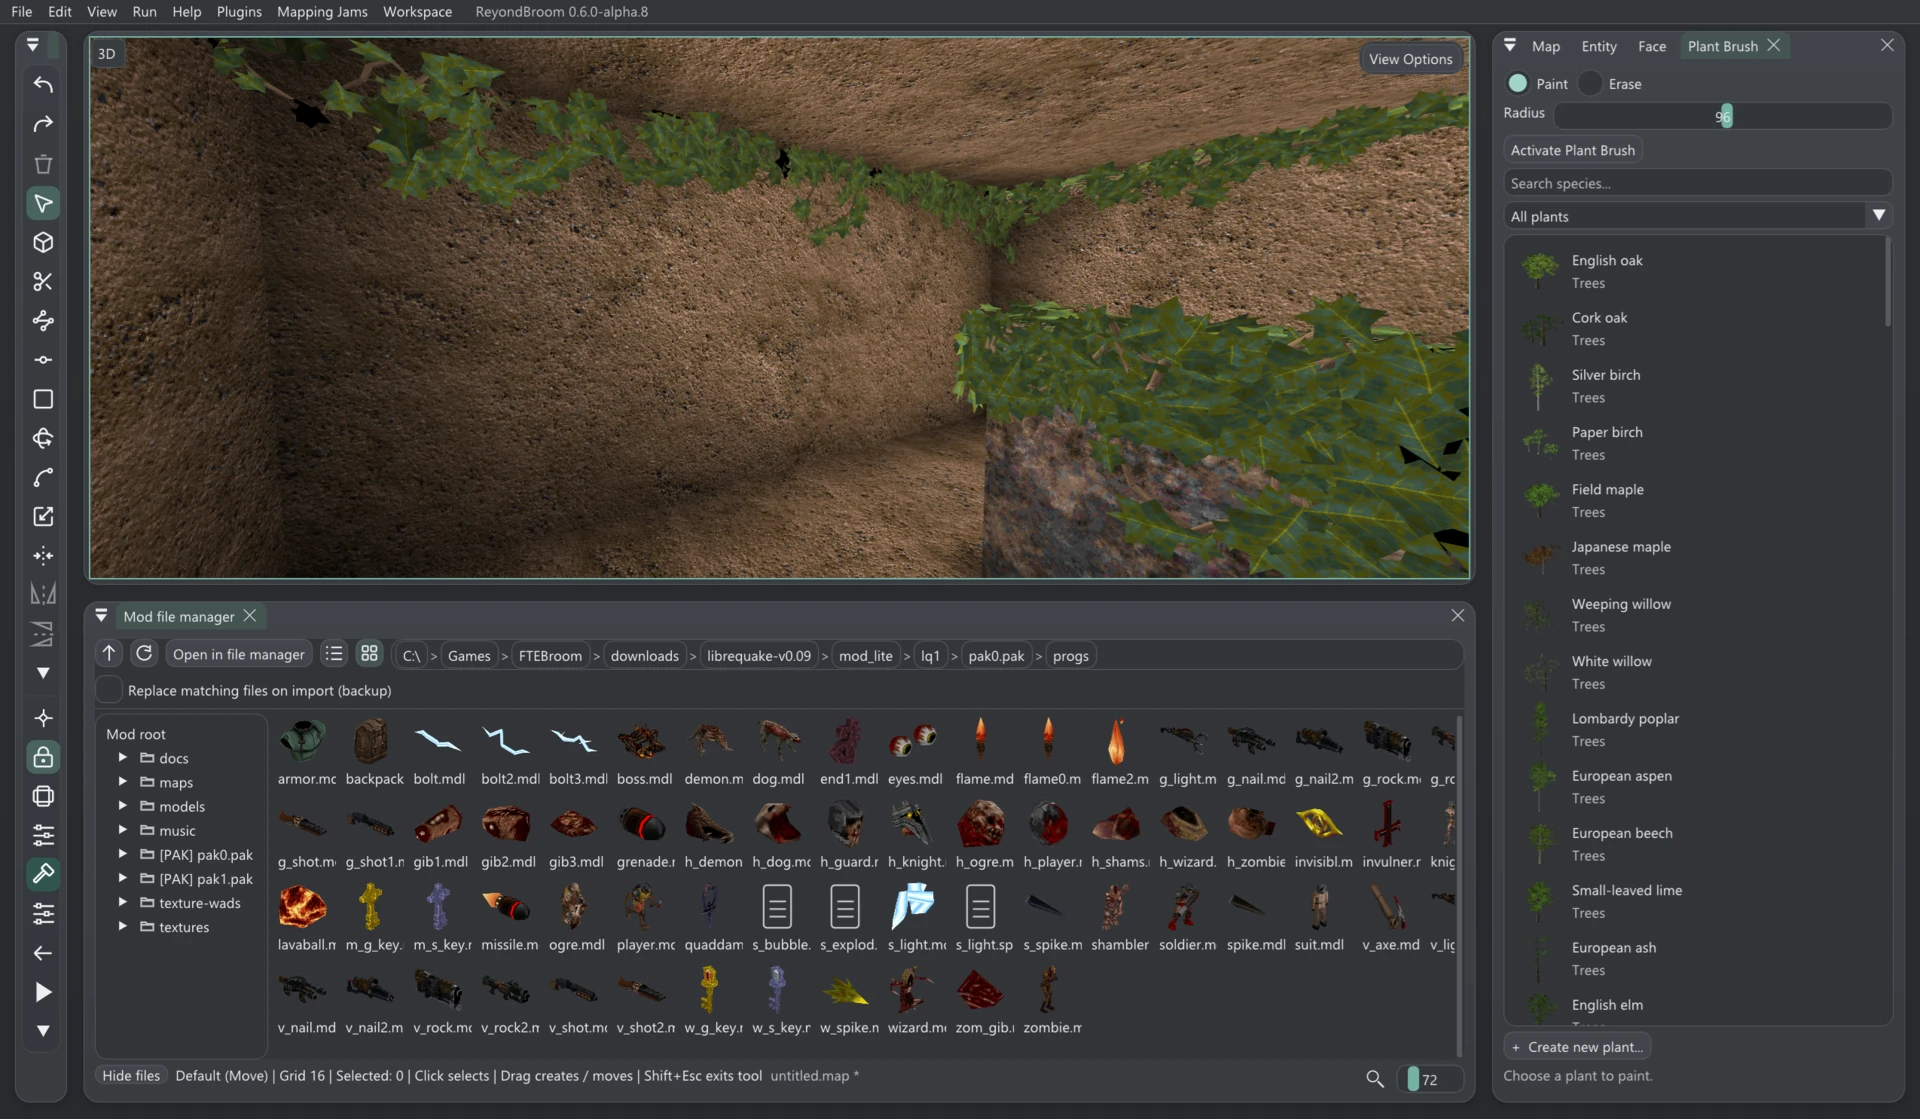 File Edit View Run Help Plugins Mapping Jams Workspace ReyondBroom 0.6.0-alpha.8
3D
View Options
Map Entity Face Plant Brush
Paint Erase
Radius 96
Activate Plant Brush
Search species...
All plants
English oak
Trees
Cork oak
Trees
Silver birch
Trees
Paper birch
Trees
Field maple
Trees
Japanese maple
Trees
Weeping willow
Trees
White willow
Trees
Lombardy poplar
Trees
European aspen
Trees
European beech
Trees
Small-leaved lime
Trees
European ash
Trees
English elm
+ Create new plant...
Choose a plant to paint.
Mod file manager
Open in file manager C:\ > Games > FTEBroom > downloads > librequake-v0.09 > mod_lite > lq1 > pak0.pak > progs
Replace matching files on import (backup)
Mod root
docs
maps
models
music
[PAK] pak0.pak
[PAK] pak1.pak
texture-wads
textures
armor.mc backpack bolt.mdl bolt2.mdl bolt3.mdl boss.mdl demon.m dog.mdl end1.mdl eyes.mdl flame.md flame0.m flame2.m g_light.m g_nail.md g_nail2.m g_rock.m g_rc
g_shot.m g_shot1.n gib1.mdl gib2.mdl gib3.mdl grenade.r h_demon h_dog.mc h_guard.r h_knight. h_ogre.m h_player.r h_shams. h_wizard. h_zombie invisibl.m invulner.r knig
lavaball.m m_g_key. m_s_key.r missile.m ogre.mdl player.mc quaddam s_bubble. s_explod. s_light.mc s_light.sp s_spike.m shambler soldier.m spike.mdl suit.mdl v_axe.md v_lig
v_nail.md v_nail2.m v_rock.mc v_rock2.n v_shot.mc v_shot2.n w_g_key.r w_s_key.r w_spike.n wizard.mc zom_gib. zombie.m
Hide files Default (Move) | Grid 16 | Selected: 0 | Click selects | Drag creates / moves | Shift+Esc exits tool untitled.map *
72